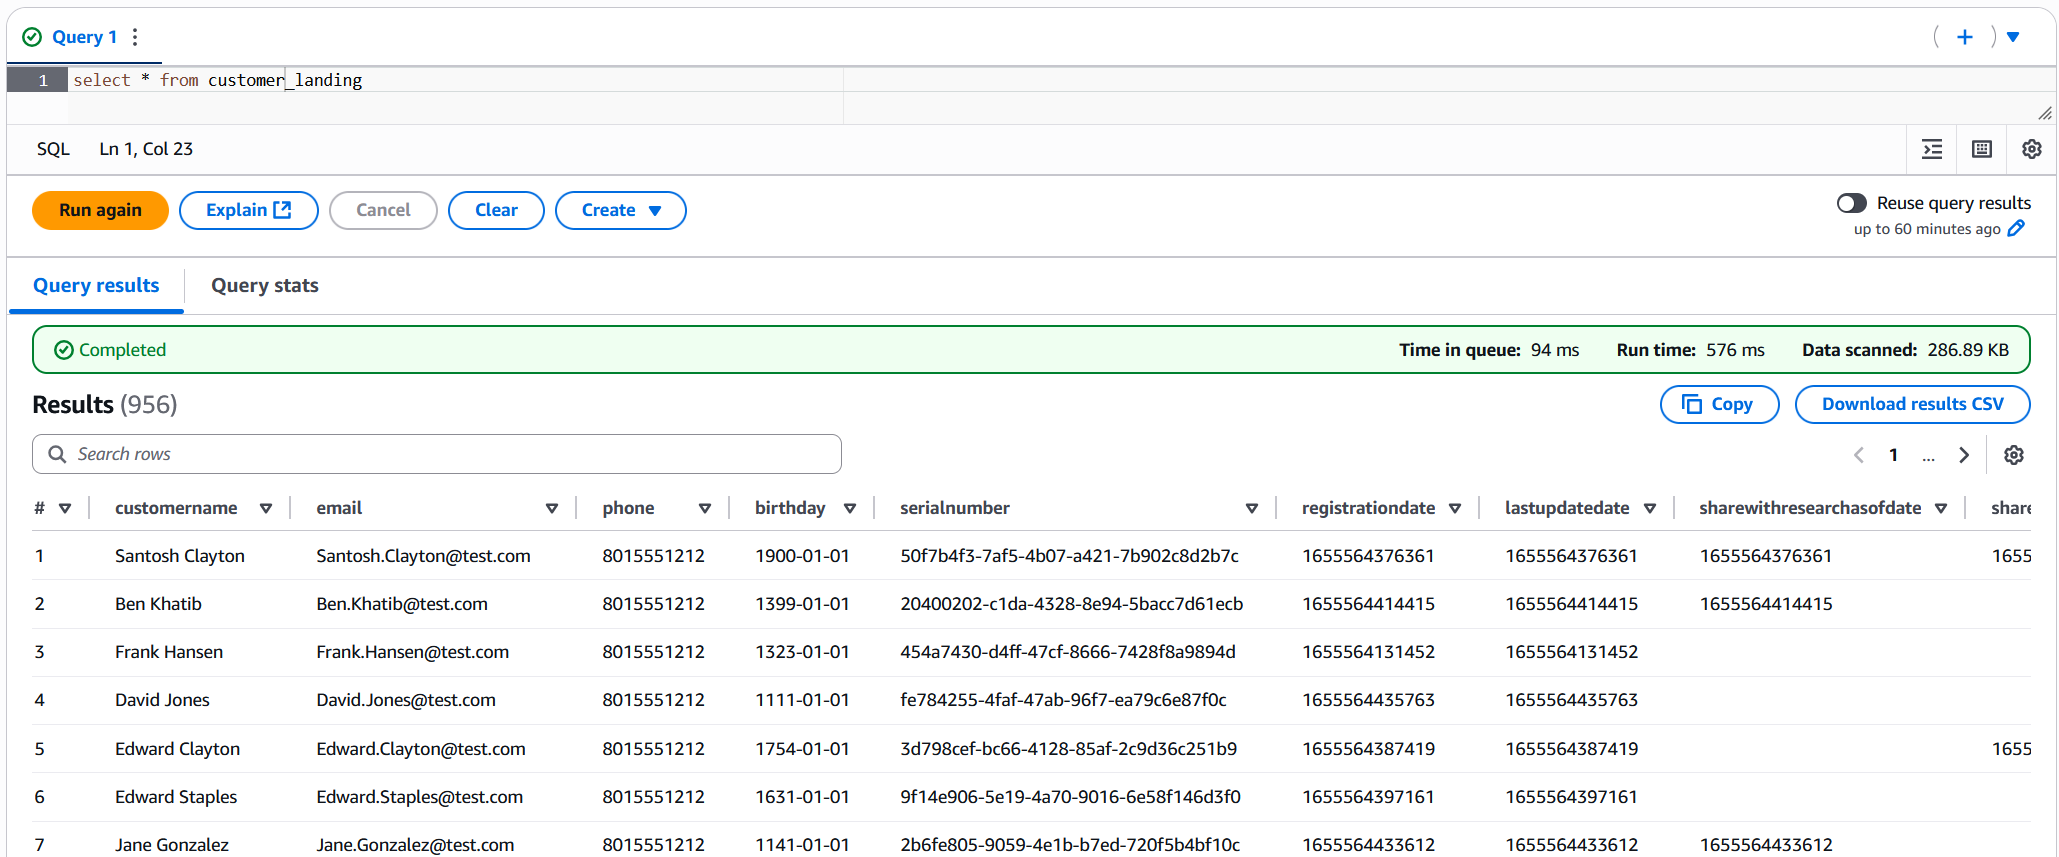 Query 1
( + )
1 select * from customer_landing
SQL Ln 1, Col 23
Run again Explain Cancel Clear Create
Reuse query results
up to 60 minutes ago
Query results Query stats
Completed Time in queue: 94 ms Run time: 576 ms Data scanned: 286.89 KB
Results (956) Copy Download results CSV
Search rows 1 ...
# customername email phone birthday serialnumber registrationdate lastupdatedate sharewithresearchasofdate share
1 Santosh Clayton Santosh.Clayton@test.com 8015551212 1900-01-01 50f7b4f3-7af5-4b07-a421-7b902c8d2b7c 1655564376361 1655564376361 1655564376361 1655
2 Ben Khatib Ben.Khatib@test.com 8015551212 1399-01-01 20400202-c1da-4328-8e94-5bacc7d61ecb 1655564414415 1655564414415 1655564414415
3 Frank Hansen Frank.Hansen@test.com 8015551212 1323-01-01 454a7430-d4ff-47cf-8666-7428f8a9894d 1655564131452 1655564131452
4 David Jones David.Jones@test.com 8015551212 1111-01-01 fe784255-4faf-47ab-96f7-ea79c6e87f0c 1655564435763 1655564435763
5 Edward Clayton Edward.Clayton@test.com 8015551212 1754-01-01 3d798cef-bc66-4128-85af-2c9d36c251b9 1655564387419 1655564387419 1655
6 Edward Staples Edward.Staples@test.com 8015551212 1631-01-01 9f14e906-5e19-4a70-9016-6e58f146d3f0 1655564397161 1655564397161
7 Jane Gonzalez Jane.Gonzalez@test.com 8015551212 1141-01-01 2b6fe805-9059-4e1b-b7ed-720f5b4bf10c 1655564433612 1655564433612 1655564433612